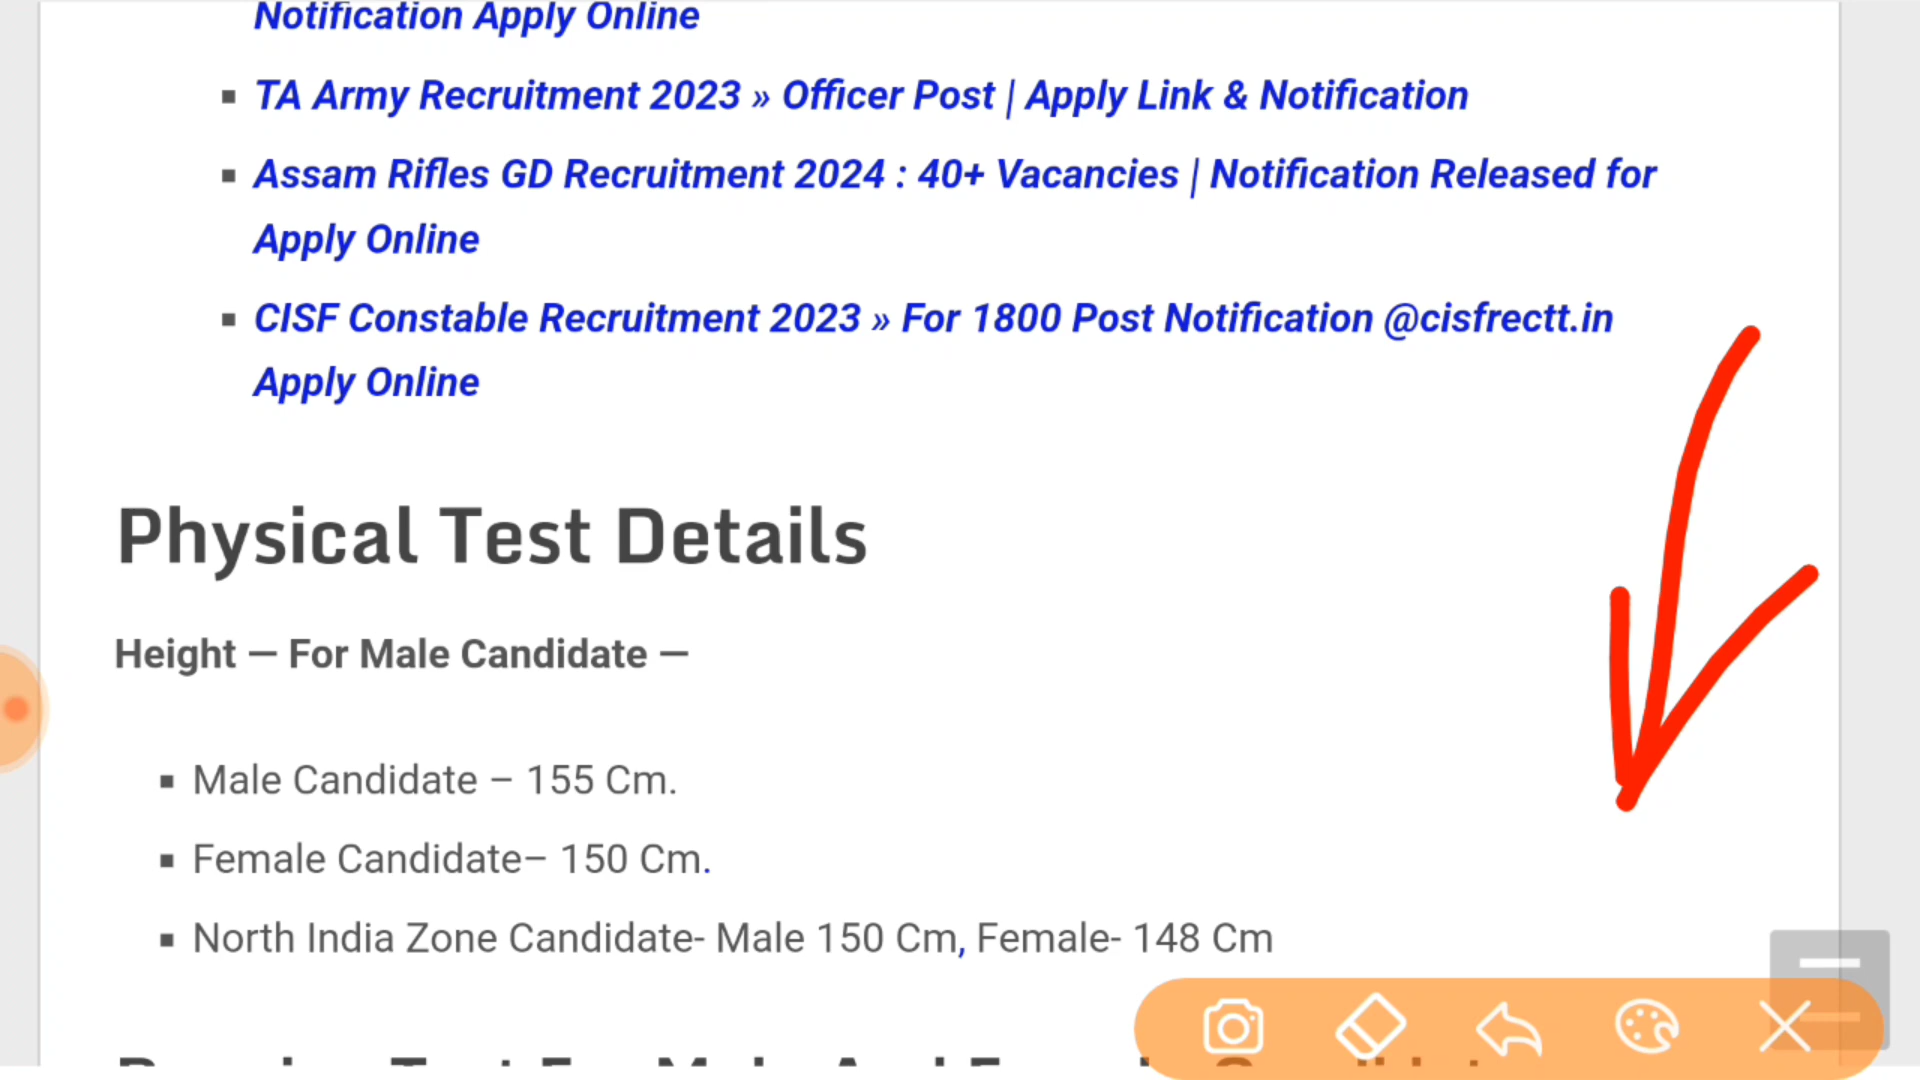 Notification Apply Online
TA Army Recruitment 2023 » Officer Post | Apply Link & Notification
Assam Rifles GD Recruitment 2024 : 40+ Vacancies | Notification Released for
Apply Online
CISF Constable Recruitment 2023 » For 1800 Post Notification @cisfrectt.in
Apply Online
Physical Test Details
Height — For Male Candidate —
Male Candidate – 155 Cm.
Female Candidate– 150 Cm.
North India Zone Candidate- Male 150 Cm, Female- 148 Cm